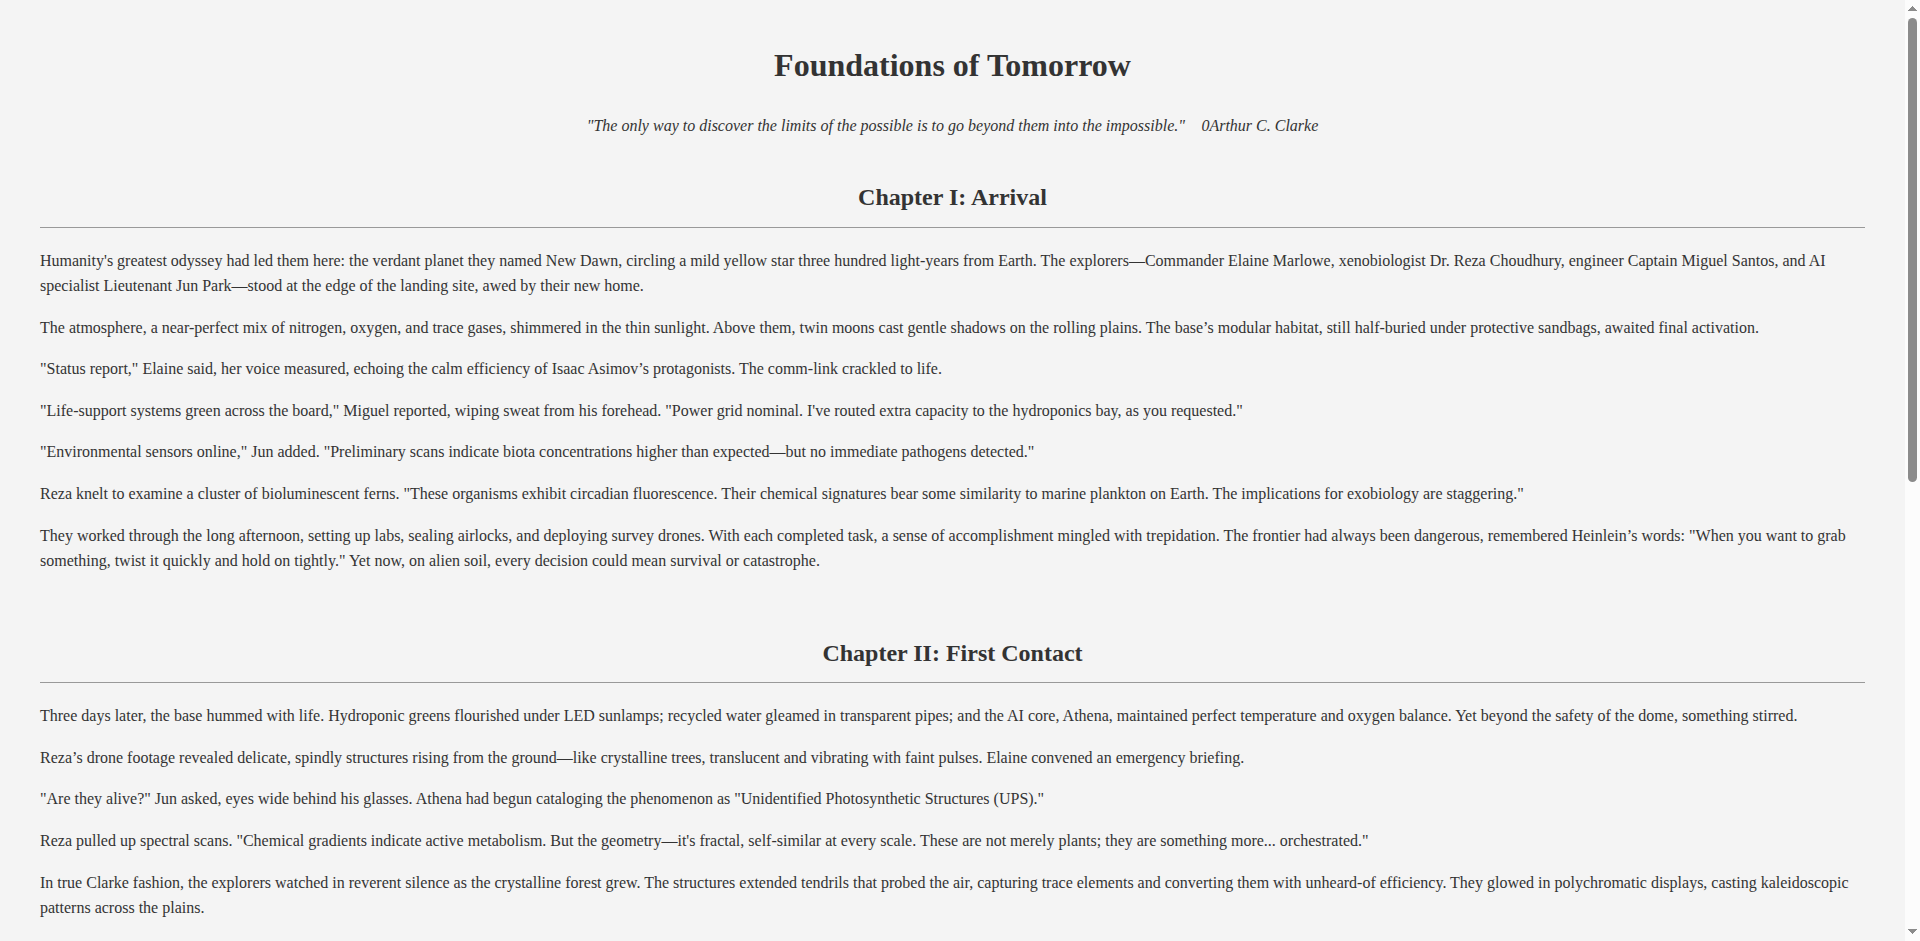 Foundations of Tomorrow
"The only way to discover the limits of the possible is to go beyond them into the impossible."    0Arthur C. Clarke
Chapter I: Arrival
Humanity's greatest odyssey had led them here: the verdant planet they named New Dawn, circling a mild yellow star three hundred light-years from Earth. The explorers—Commander Elaine Marlowe, xenobiologist Dr. Reza Choudhury, engineer Captain Miguel Santos, and AI
specialist Lieutenant Jun Park—stood at the edge of the landing site, awed by their new home.
The atmosphere, a near-perfect mix of nitrogen, oxygen, and trace gases, shimmered in the thin sunlight. Above them, twin moons cast gentle shadows on the rolling plains. The base’s modular habitat, still half-buried under protective sandbags, awaited final activation.
"Status report," Elaine said, her voice measured, echoing the calm efficiency of Isaac Asimov’s protagonists. The comm-link crackled to life.
"Life-support systems green across the board," Miguel reported, wiping sweat from his forehead. "Power grid nominal. I've routed extra capacity to the hydroponics bay, as you requested."
"Environmental sensors online," Jun added. "Preliminary scans indicate biota concentrations higher than expected—but no immediate pathogens detected."
Reza knelt to examine a cluster of bioluminescent ferns. "These organisms exhibit circadian fluorescence. Their chemical signatures bear some similarity to marine plankton on Earth. The implications for exobiology are staggering."
They worked through the long afternoon, setting up labs, sealing airlocks, and deploying survey drones. With each completed task, a sense of accomplishment mingled with trepidation. The frontier had always been dangerous, remembered Heinlein’s words: "When you want to grab
something, twist it quickly and hold on tightly." Yet now, on alien soil, every decision could mean survival or catastrophe.
Chapter II: First Contact
Three days later, the base hummed with life. Hydroponic greens flourished under LED sunlamps; recycled water gleamed in transparent pipes; and the AI core, Athena, maintained perfect temperature and oxygen balance. Yet beyond the safety of the dome, something stirred.
Reza’s drone footage revealed delicate, spindly structures rising from the ground—like crystalline trees, translucent and vibrating with faint pulses. Elaine convened an emergency briefing.
"Are they alive?" Jun asked, eyes wide behind his glasses. Athena had begun cataloging the phenomenon as "Unidentified Photosynthetic Structures (UPS)."
Reza pulled up spectral scans. "Chemical gradients indicate active metabolism. But the geometry—it's fractal, self-similar at every scale. These are not merely plants; they are something more... orchestrated."
In true Clarke fashion, the explorers watched in reverent silence as the crystalline forest grew. The structures extended tendrils that probed the air, capturing trace elements and converting them with unheard-of efficiency. They glowed in polychromatic displays, casting kaleidoscopic
patterns across the plains.